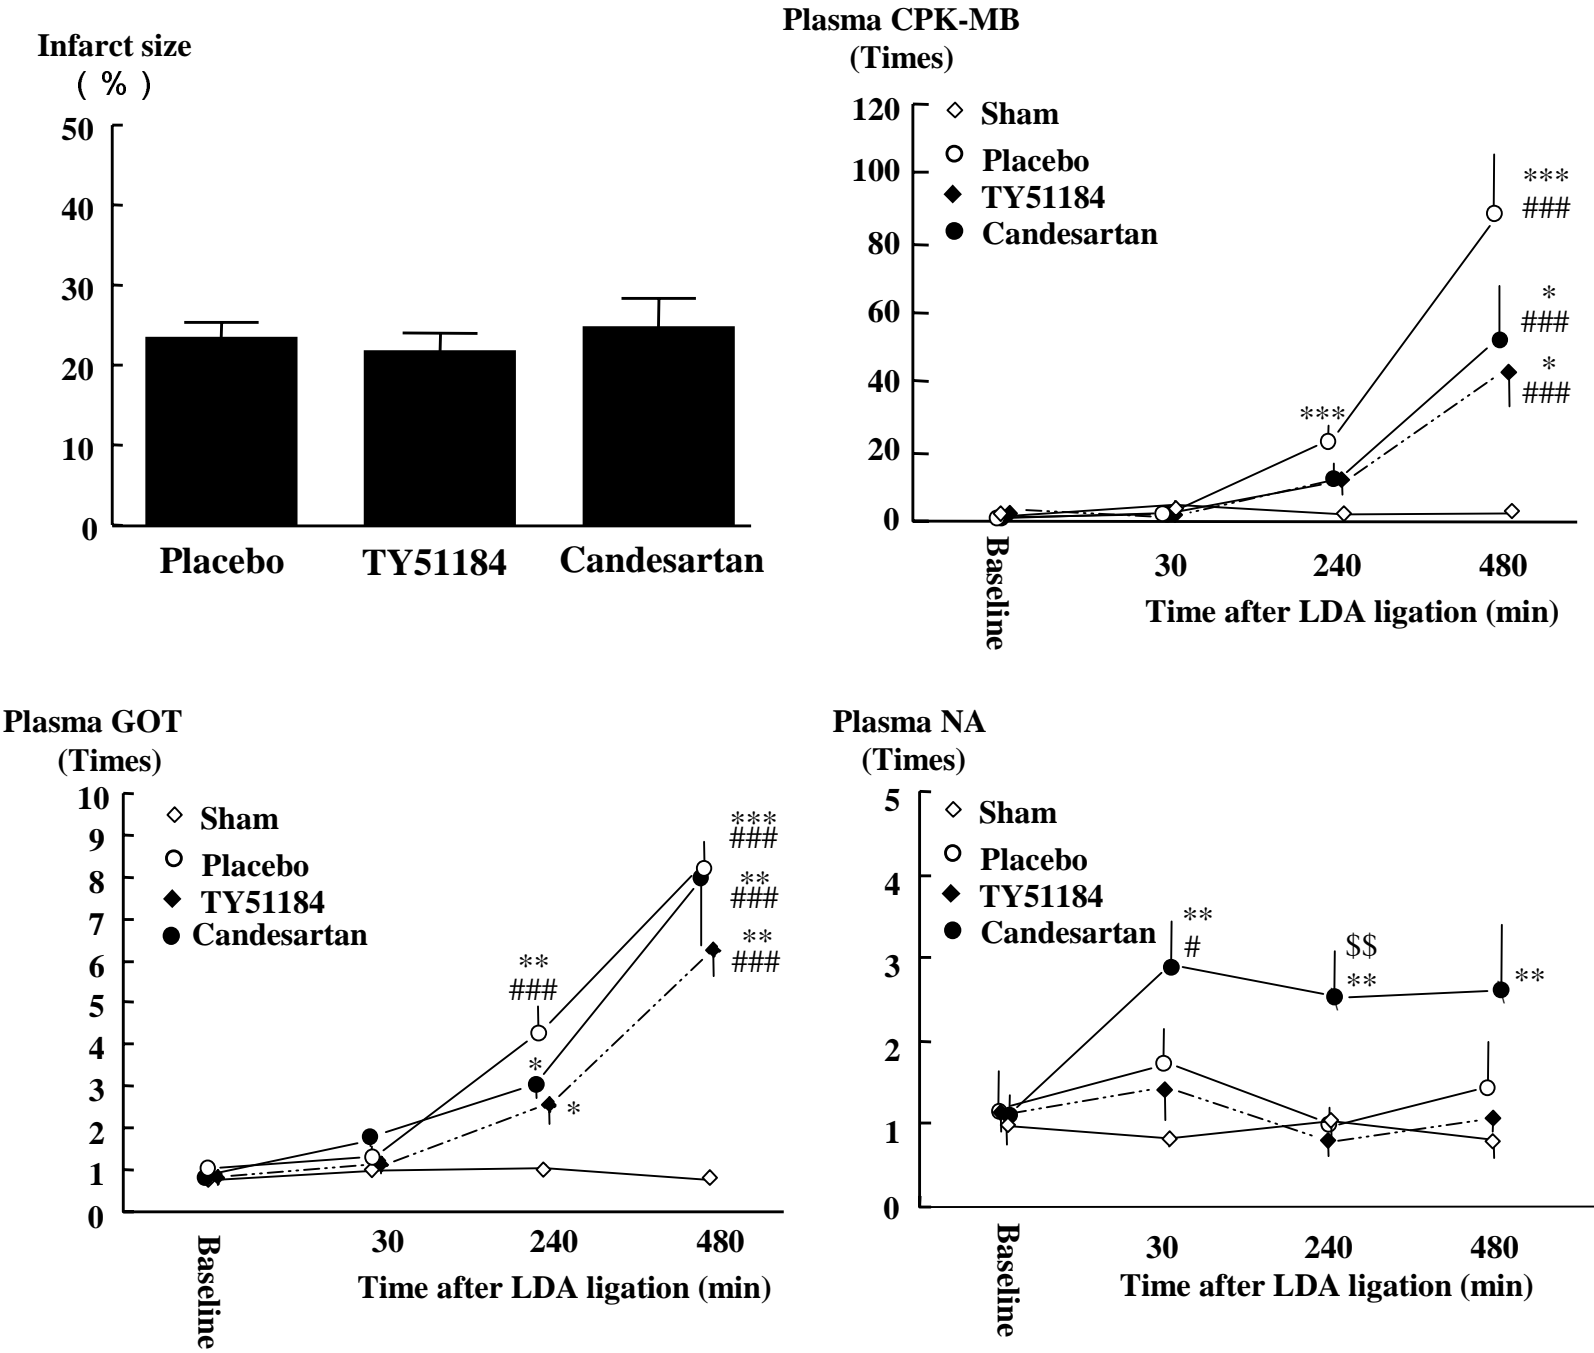 Infarct size
( % )
50
40
30
20
10
0
Placebo
TY51184
Candesartan
Plasma CPK-MB
(Times)
120
100
80
60
40
20
0
Sham
Placebo
TY51184
Candesartan
***
###
*
###
*
###
***
Baseline
30
240
480
Time after LDA ligation (min)
Plasma GOT
(Times)
10
9
8
7
6
5
4
3
2
1
0
Sham
Placebo
TY51184
Candesartan
***
###
**
###
**
###
**
###
*
*
Baseline
30
240
480
Time after LDA ligation (min)
Plasma NA
(Times)
5
4
3
2
1
0
Sham
Placebo
TY51184
Candesartan
**
#
$$
**
**
Baseline
30
240
480
Time after LDA ligation (min)